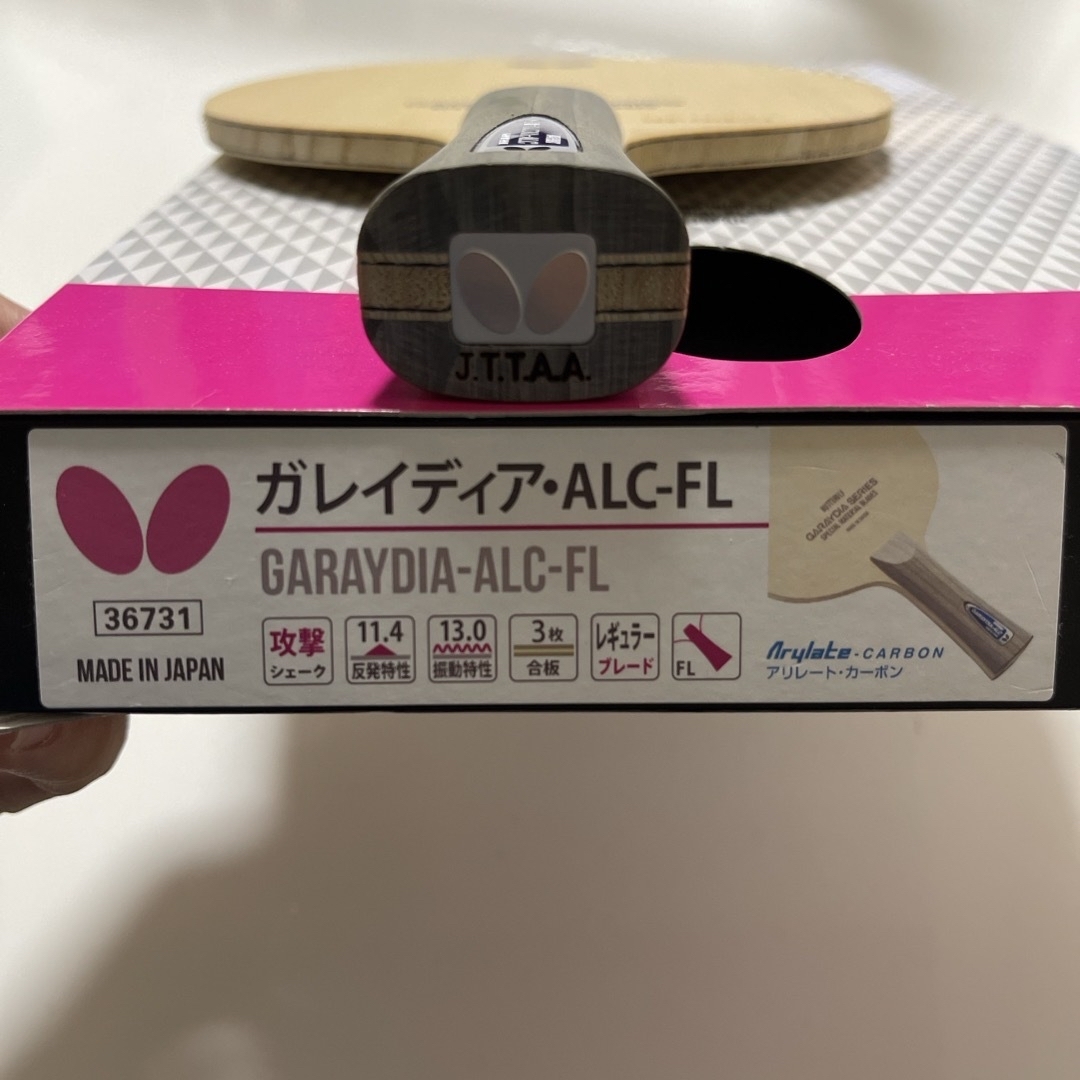 J.T.T.A.A.
ガレイディア・ALC-FL
GARAYDIA-ALC-FL
36731
MADE IN JAPAN
攻撃
シェーク
11.4
反発特性
13.0
振動特性
3枚
合板
レギュラー
ブレード
FL
GARAYDIA SERIES
Arylate-CARBON
アリレート・カーボン